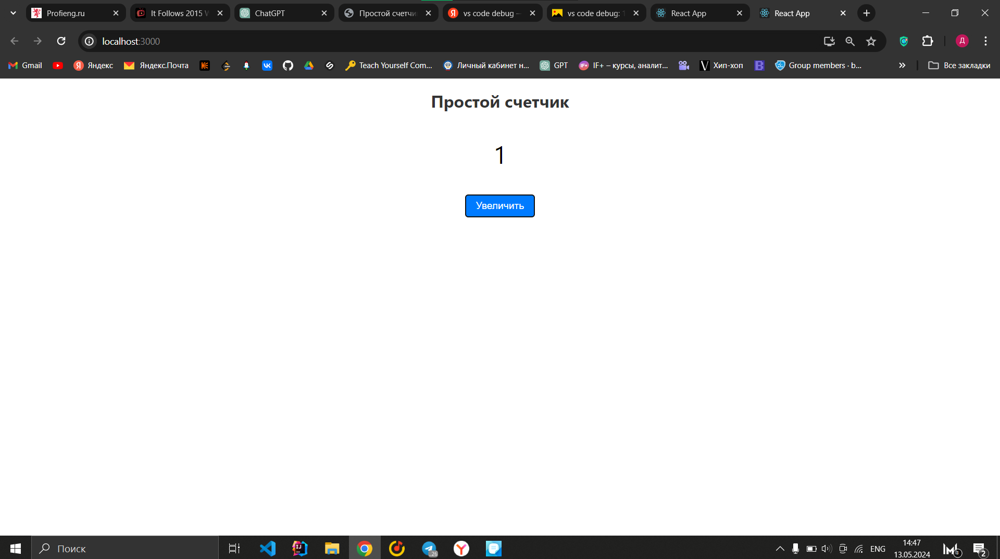 Profieng.ru
It Follows 2015 W
ChatGPT
Простой счетчи
vs code debug —
vs code debug: 1
React App
React App
localhost:3000
Д
Gmail
Яндекс
Яндекс.Почта
Teach Yourself Com...
Личный кабинет н...
GPT
IF+ – курсы, аналит...
Хип-хоп
Group members · b...
Все закладки
Простой счетчик
1
Увеличить
Поиск
..26
ENG
14:47
13.05.2024
2